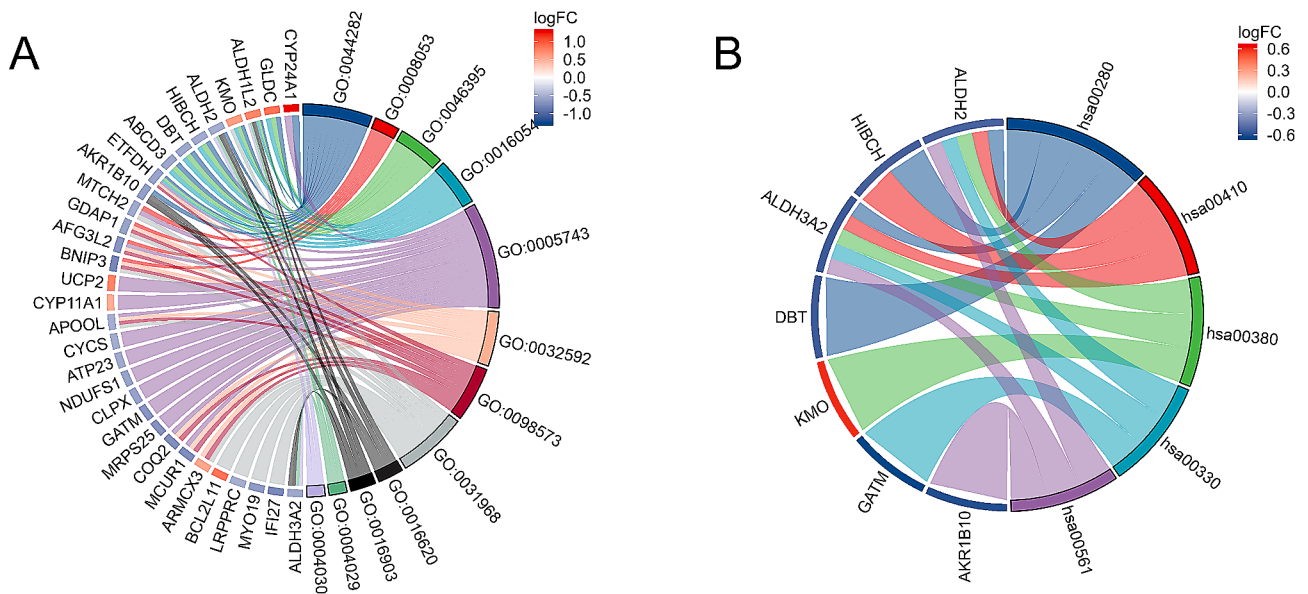 A
logFC
1.0
0.5
0.0
-0.5
-1.0
CYP24A1
GLDC
ALDH1L2
KMO
ALDH2
HIBCH
DBT
ABCD3
ETFDH
AKR1B10
MTCH2
GDAP1
AFG3L2
BNIP3
UCP2
CYP11A1
APOOL
CYCS
ATP23
NDUFS1
CLPX
GATM
MRPS25
COQ2
MCUR1
ARMCX3
BCL2L11
LRPPRC
MYO19
IFI27
ALDH3A2
GO:0044282
GO:0008053
GO:0046395
GO:0016054
GO:0005743
GO:0032592
GO:0098573
GO:0031968
GO:0016620
GO:0016903
GO:0004029
GO:0004030
B
logFC
0.6
0.3
0.0
-0.3
-0.6
ALDH2
HIBCH
ALDH3A2
DBT
KMO
GATM
AKR1B10
hsa00280
hsa00410
hsa00380
hsa00330
hsa00561